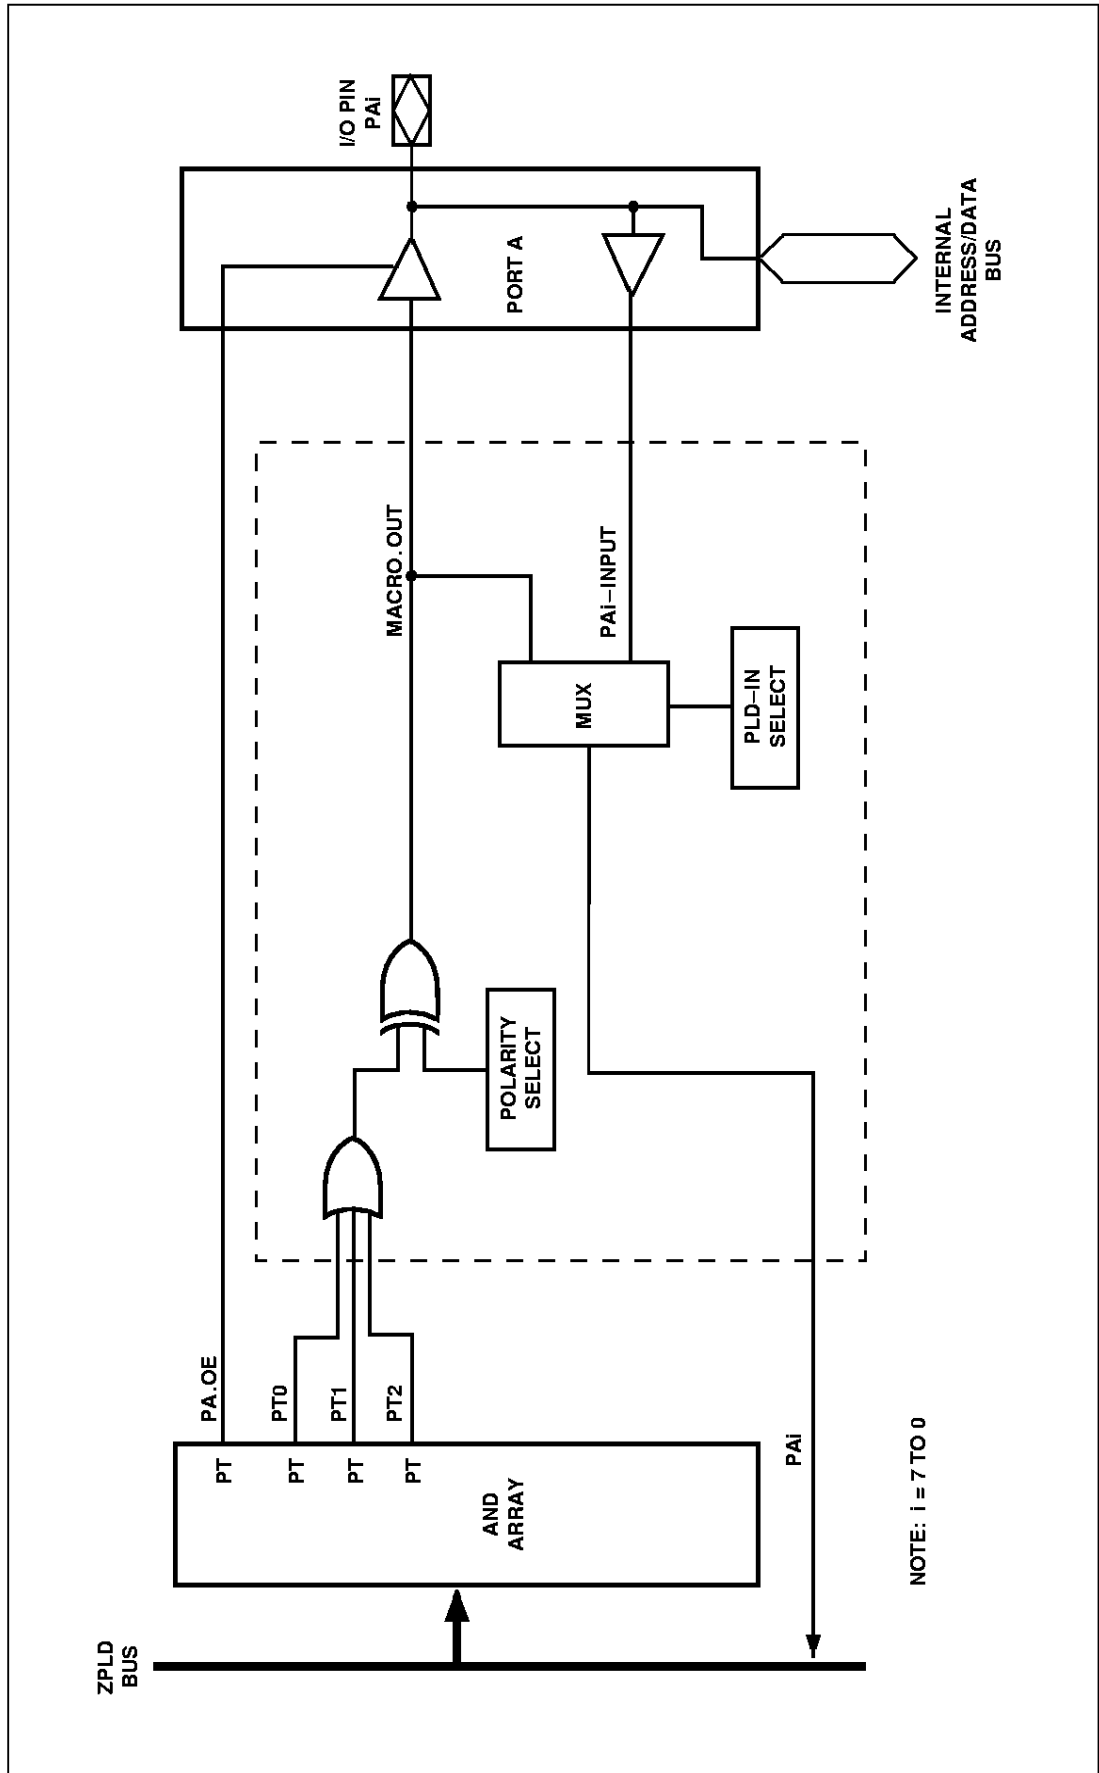 ZPLD
BUS
AND
ARRAY
PT
PT
PT
PT
PA.OE
PT0
PT1
PT2
POLARITY
SELECT
MACRO.OUT
MUX
PLD–IN
SELECT
PAi–INPUT
PORT A
I/O PIN
PAi
INTERNAL
ADDRESS/DATA
BUS
PAi
NOTE: i = 7 TO 0